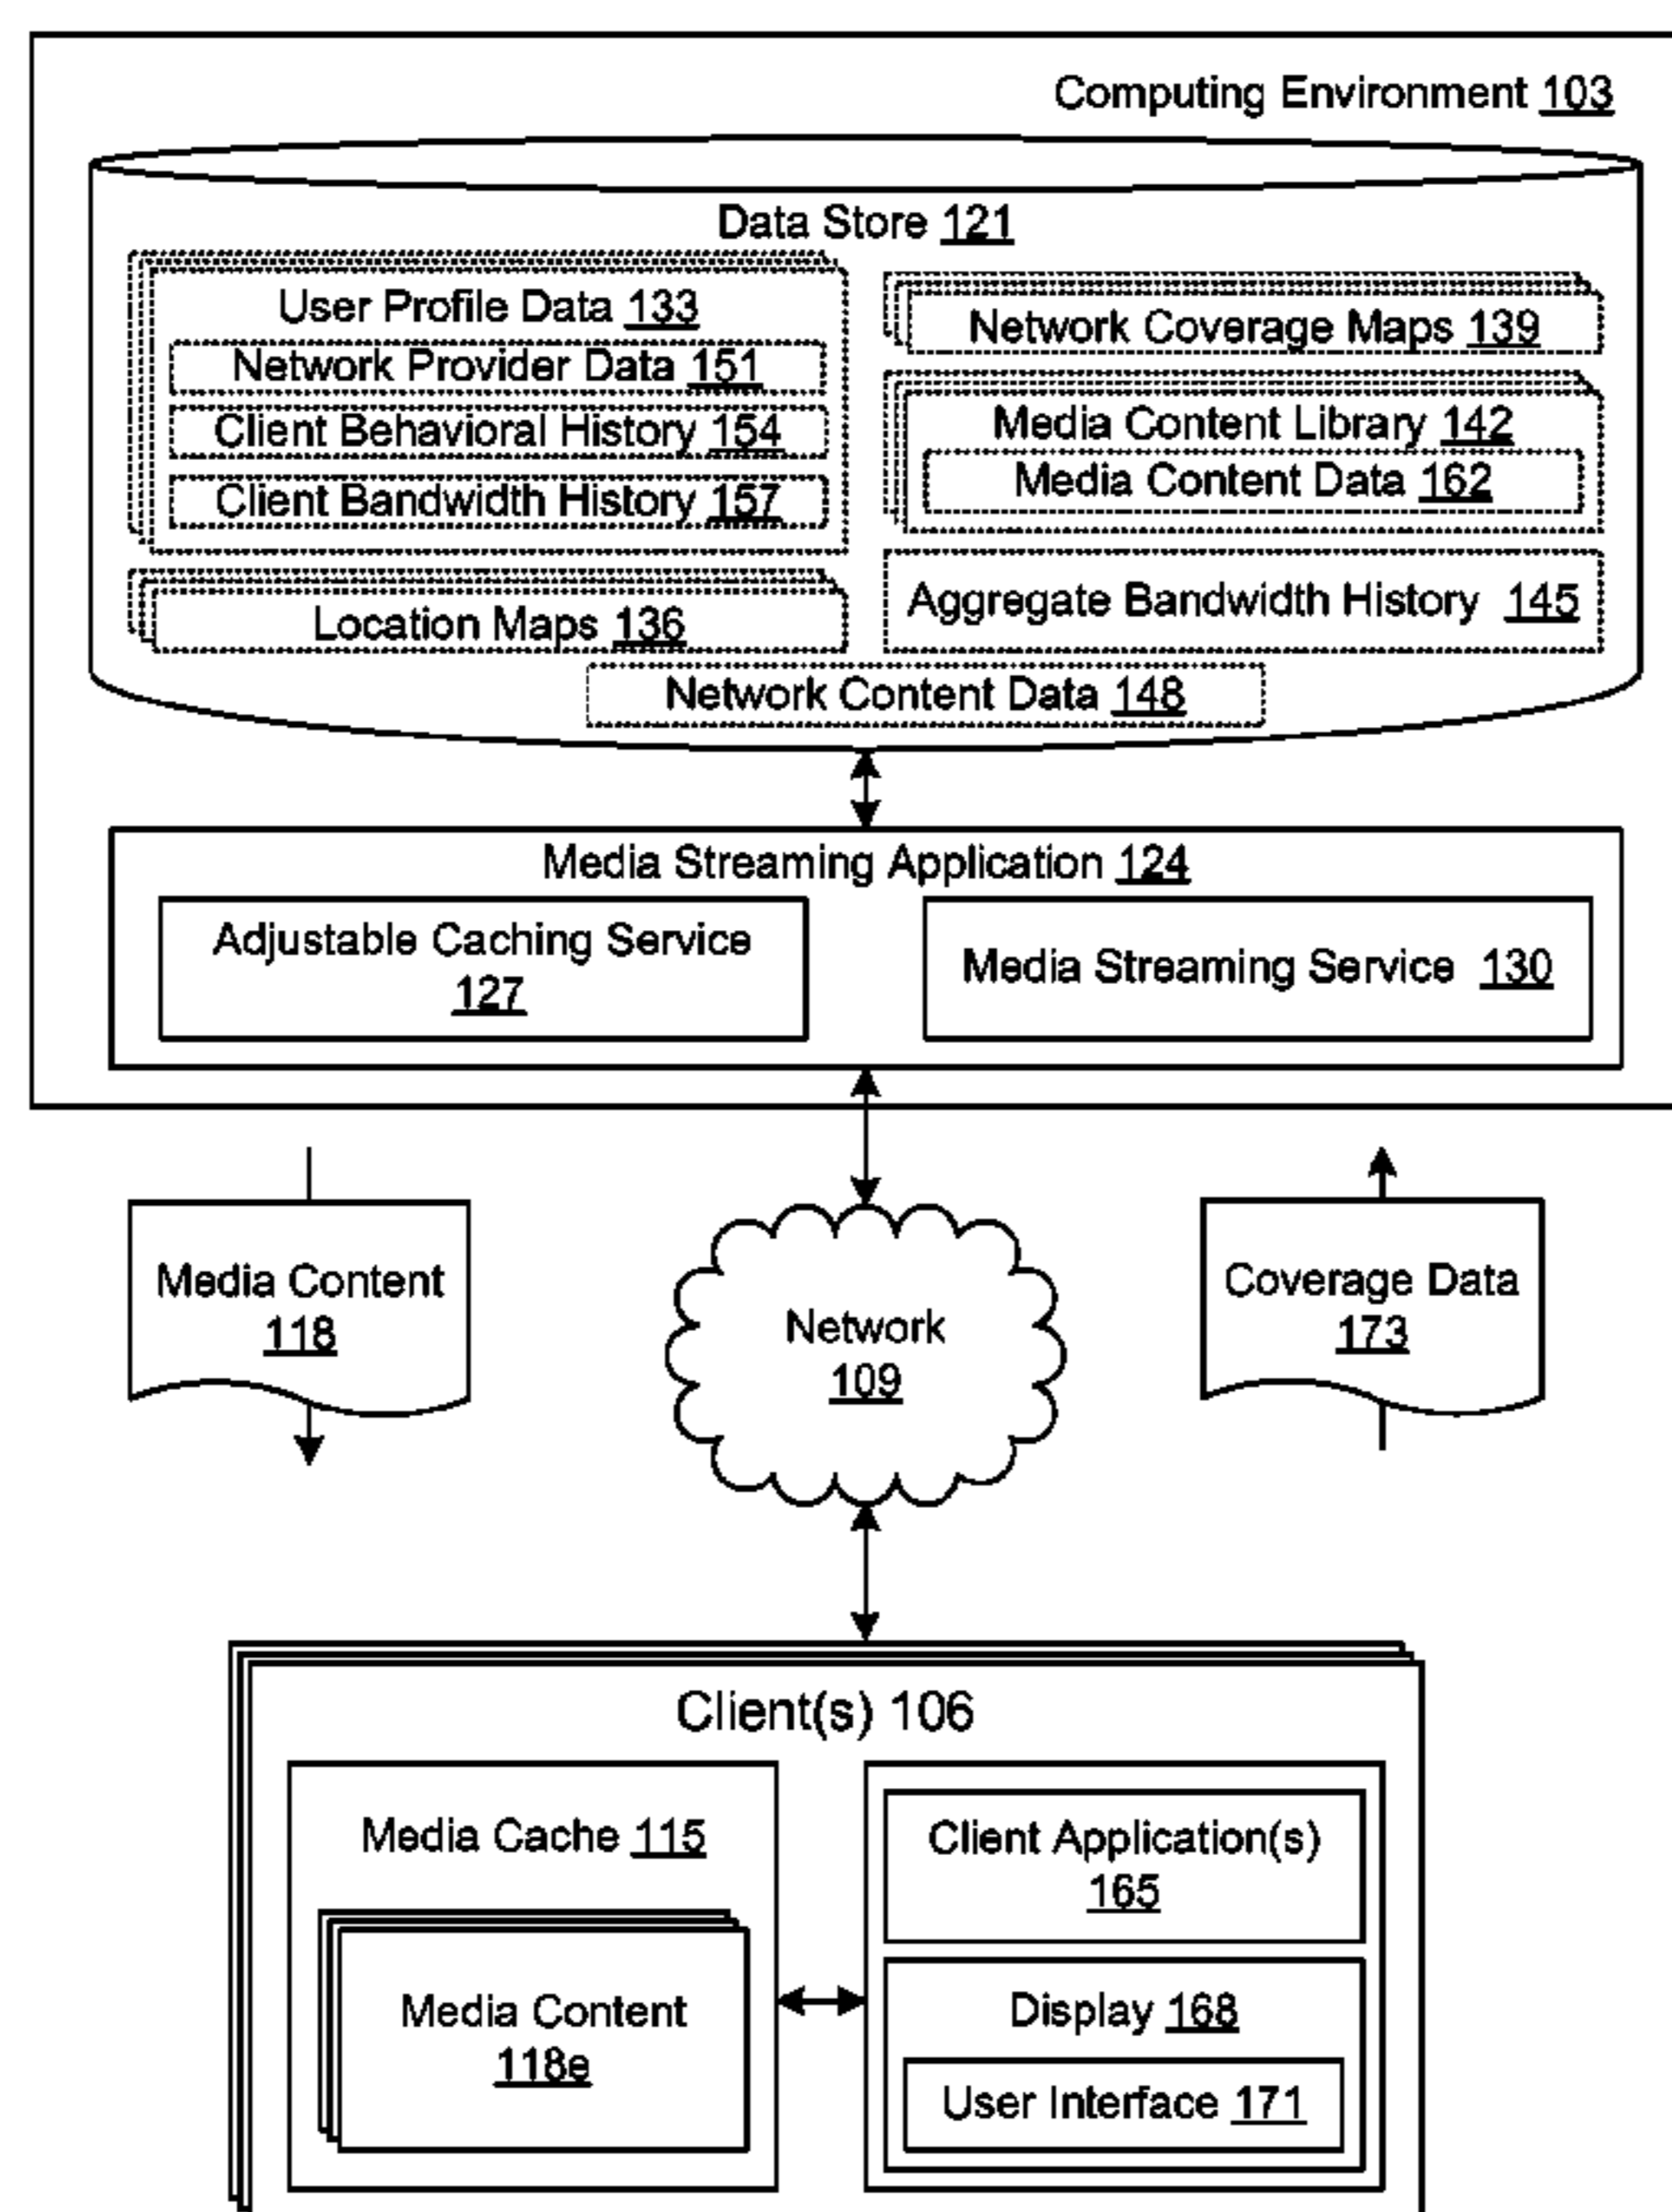 Computing Environment 103
Data Store 121
User Profile Data 133
Network Provider Data 151
Client Behavioral History 154
Client Bandwidth History 157
Location Maps 136
Network Coverage Maps 139
Media Content Library 142
Media Content Data 162
Aggregate Bandwidth History 145
Network Content Data 148
Media Streaming Application 124
Adjustable Caching Service
127
Media Streaming Service 130
Media Content
118
Network
109
Coverage Data
173
Client(s) 106
Media Cache 115
Media Content
118e
Client Application(s)
165
Display 168
User Interface 171